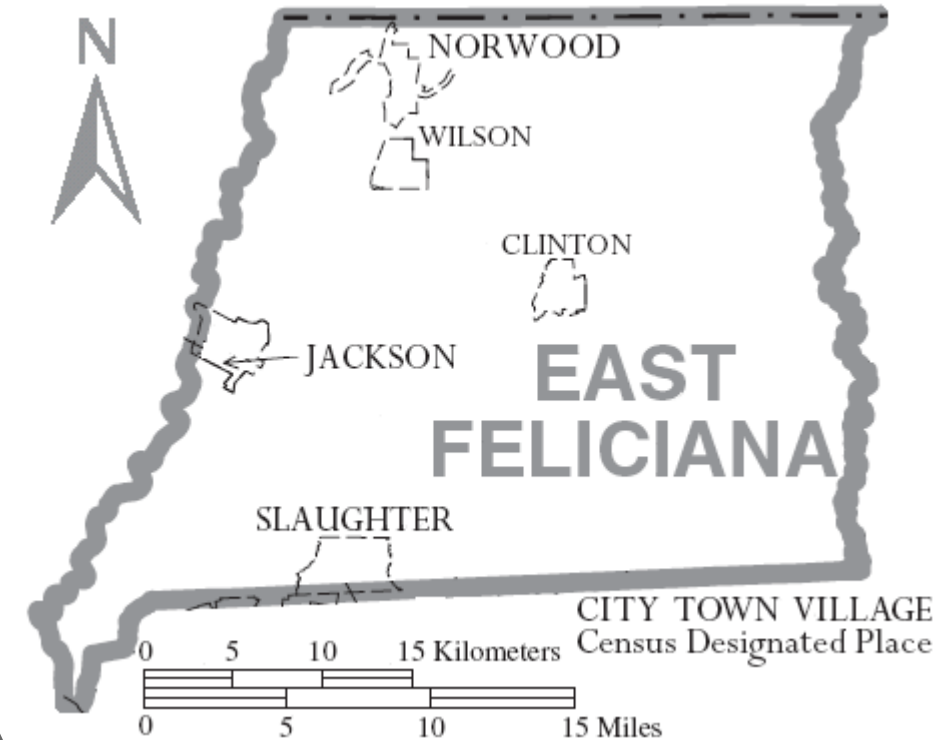 N
NORWOOD
WILSON
CLINTON
JACKSON
EAST
FELICIANA
SLAUGHTER
CITY TOWN VILLAGE
Census Designated Place
0 5 10 15 Kilometers
0 5 10 15 Miles